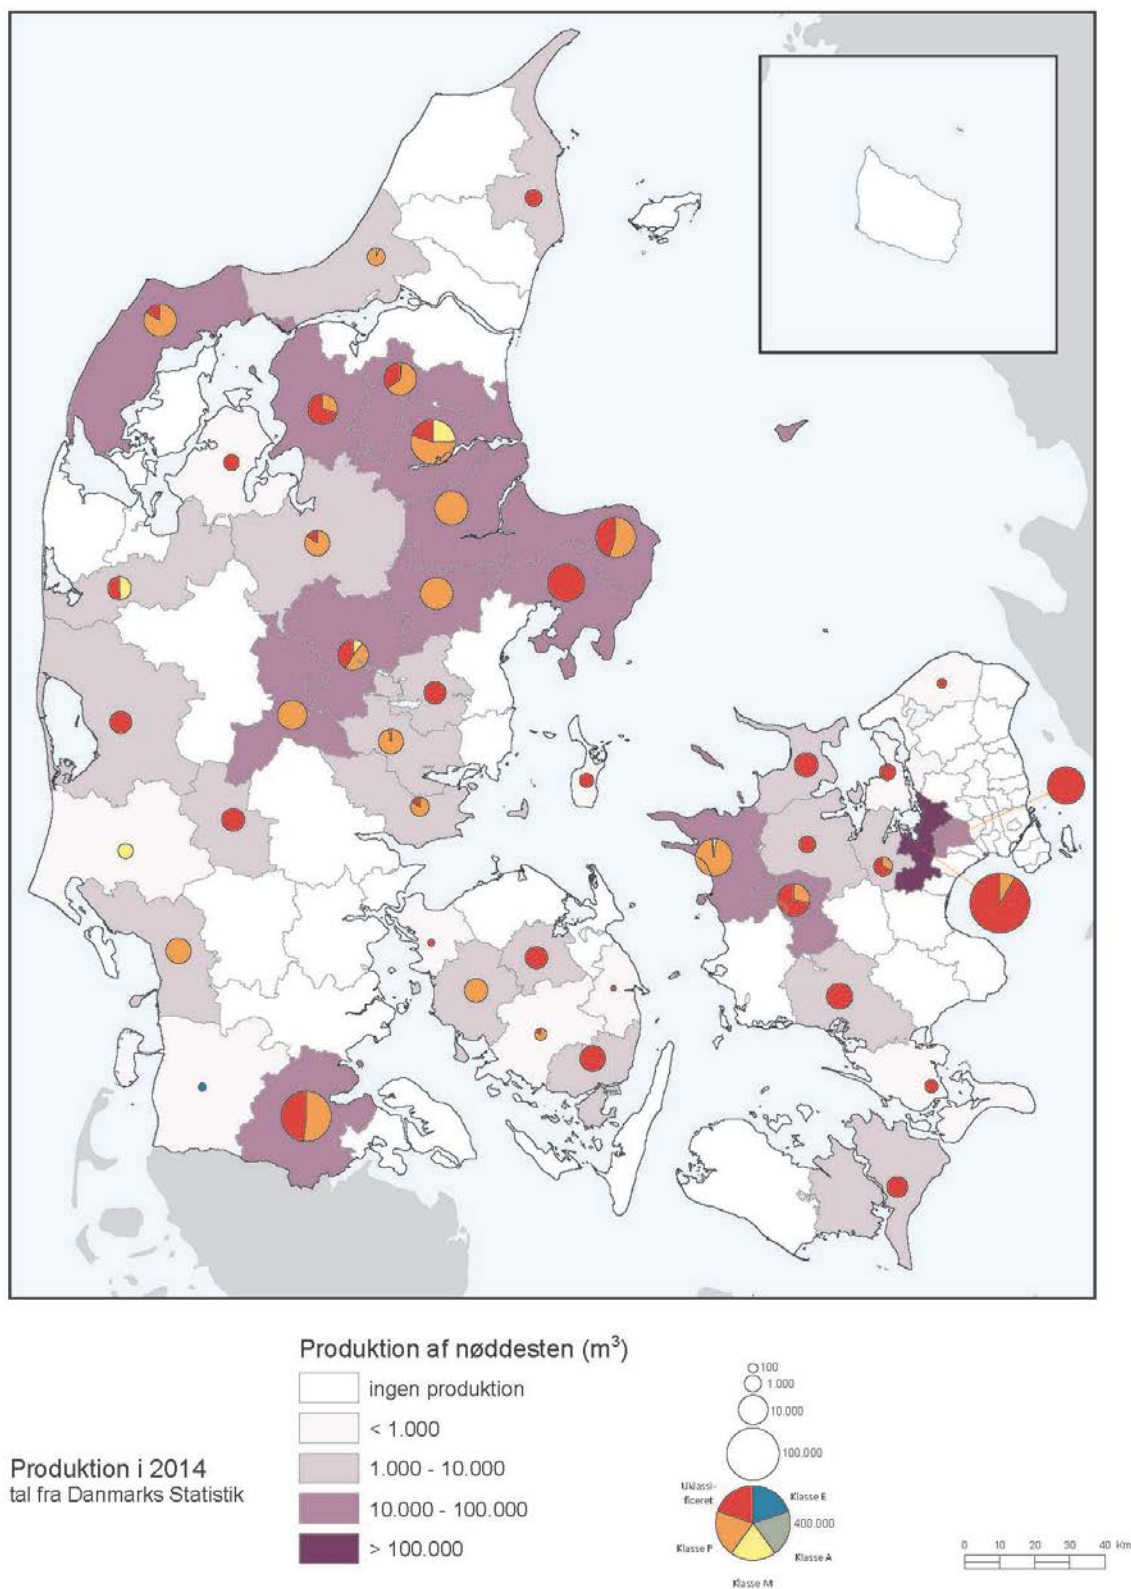 Produktion af nøddesten (m³)
ingen produktion
< 1.000
1.000 - 10.000
10.000 - 100.000
> 100.000
Produktion i 2014
tal fra Danmarks Statistik
100
1.000
10.000
100.000
Uklassi-
ficeret
Klasse E
400.000
Klasse P
Klasse A
Klasse M
0 10 20 30 40 Km